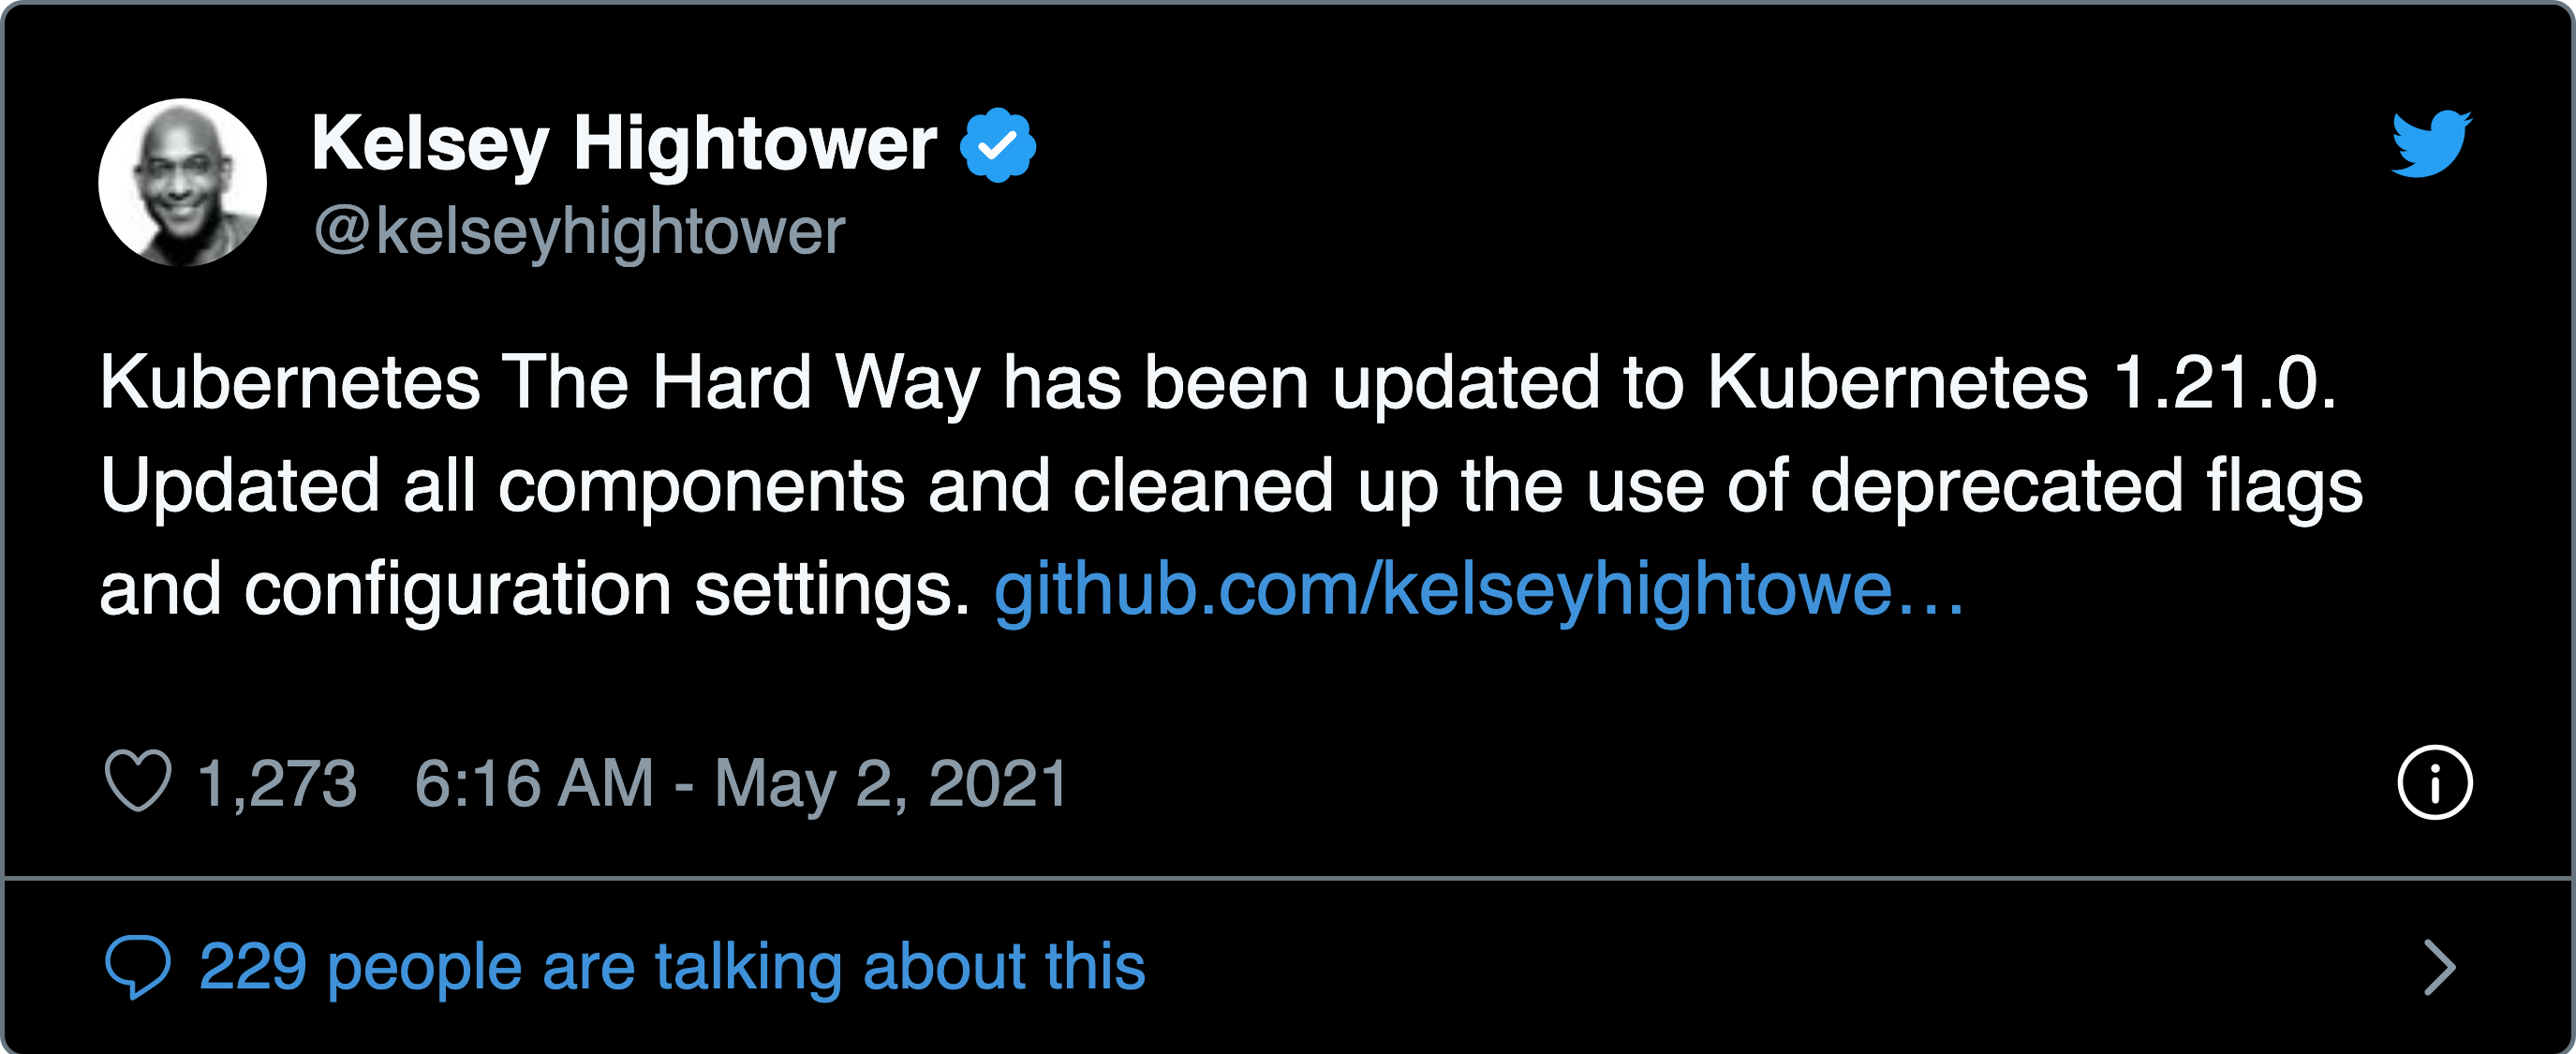 Kelsey Hightower
@kelseyhightower
Kubernetes The Hard Way has been updated to Kubernetes 1.21.0.
Updated all components and cleaned up the use of deprecated flags
and configuration settings. github.com/kelseyhightowe…
1,273 6:16 AM - May 2, 2021
229 people are talking about this